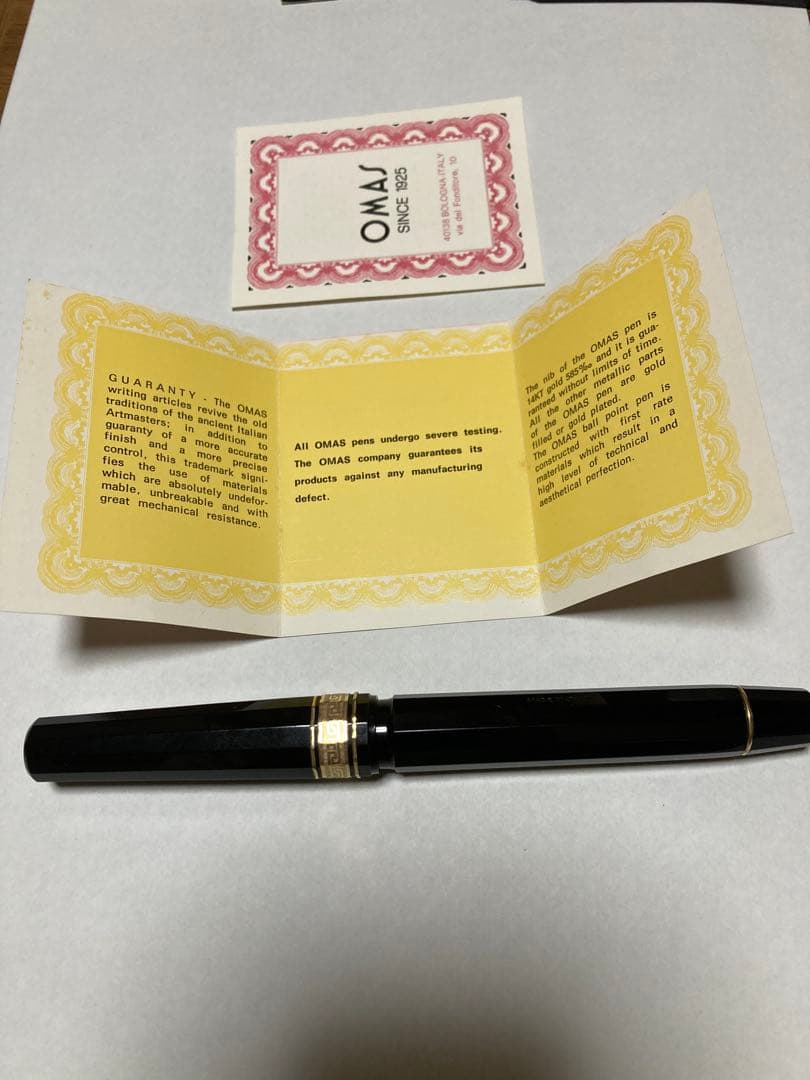 OMAS
SINCE 1925
40138 BOLOGNA ITALY
via del Fonditore, 10
GUARANTY - The OMAS
writing articles revive the old
traditions of the ancient Italian
Artmasters; in addition to
guaranty of a more accurate
finish and a more precise
control, this trademark signi-
fies the use of materials
which are absolutely undefor-
mable, unbreakable and with
great mechanical resistance.
All OMAS pens undergo severe testing.
The OMAS company guarantees its
products against any manufacturing
defect.
The nib of the OMAS pen is
14KT gold 585‰ and it is gua-
ranteed without limits of time.
All the other metallic parts
of the OMAS pen are gold
filled or gold plated.
The OMAS ball point pen is
constructed with first rate
materials which result in a
high level of technical and
aesthetical perfection.